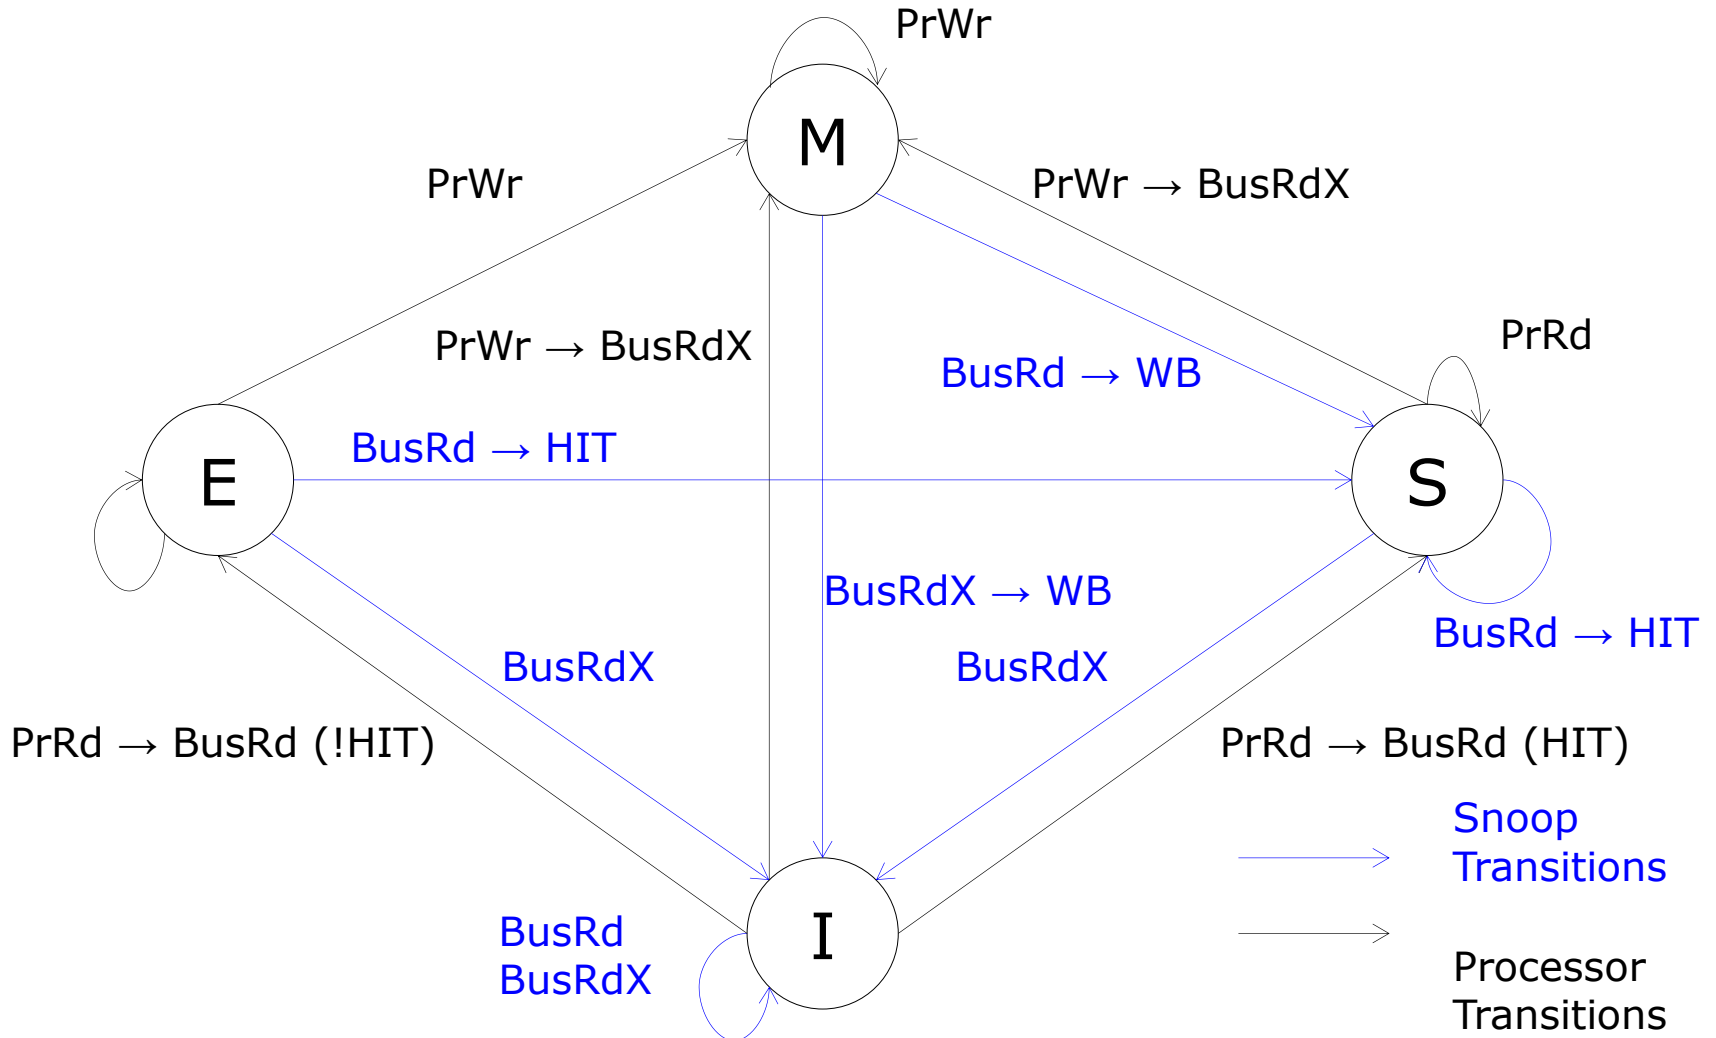 PrWr
M
PrWr
PrWr → BusRdX
PrWr → BusRdX
PrRd
BusRd → WB
BusRd → HIT
E
S
BusRdX → WB
BusRd → HIT
BusRdX
BusRdX
PrRd → BusRd (!HIT)
PrRd → BusRd (HIT)
Snoop
Transitions
BusRd
BusRdX
I
Processor
Transitions